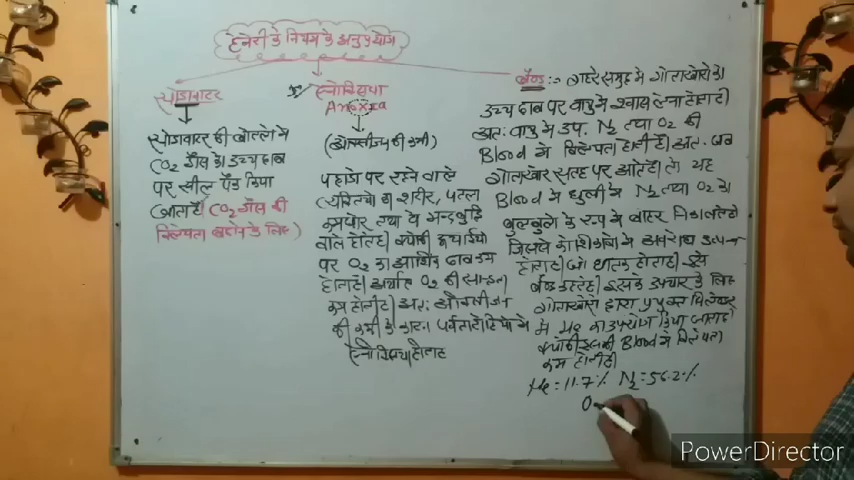 हेनरी के नियम के अनुप्रयोग
सोडावाटर
सोडावाटर की बोतलो में
CO₂ गैस को उच्च दाब
पर सील पैंक किया
जाता है (CO₂ गैस की
विलेयता बढ़ाने के लिए)
एनोक्सिया
Anoxia
(ऑक्सीजन की कमी)
पहाड़ो पर रहने वाले
व्यक्तियो का शरीर, पतला
कमजोर तथा वे मन्दबुद्धि
वाले होते है। क्योंकी ऊचाईयो
पर O₂ का आंशिक दाब कम
होता है। अर्थात O₂ की सान्द्रता
कम होती है। अतः ऑक्सीजन
की कमी के कारण पर्वतारोहियो मे
एनोक्सिया होता है
बैन्ड :- गहरे समुद्र मे गोताखोरो को
उच्च दाब पर वायु मे श्वास लेना होता है।
अतः वायु मे उप. N₂ तथा O₂ की
Blood मे विलेयता होती है। अतः जब
गोताखोर सतह पर आते है। तो यह
Blood मे घुली मे N₂ तथा O₂ को
बुलबुलो के रूप मे बाहर निकालते है
जिससे कोशिकाओ मे अवरोध उत्पन्न
होता है। जो घातक होता है। इसे
बैण्ड कहते है। इसके उपचार के लिए
गोताखोरो द्वारा प्रयुक्त सिलेण्डर
मे He का उपयोग किया जाता है।
क्योंकी इसकी Blood मे विलेयता
कम होती है।
He = 11.7% N₂ = 56.2%
O
PowerDirector